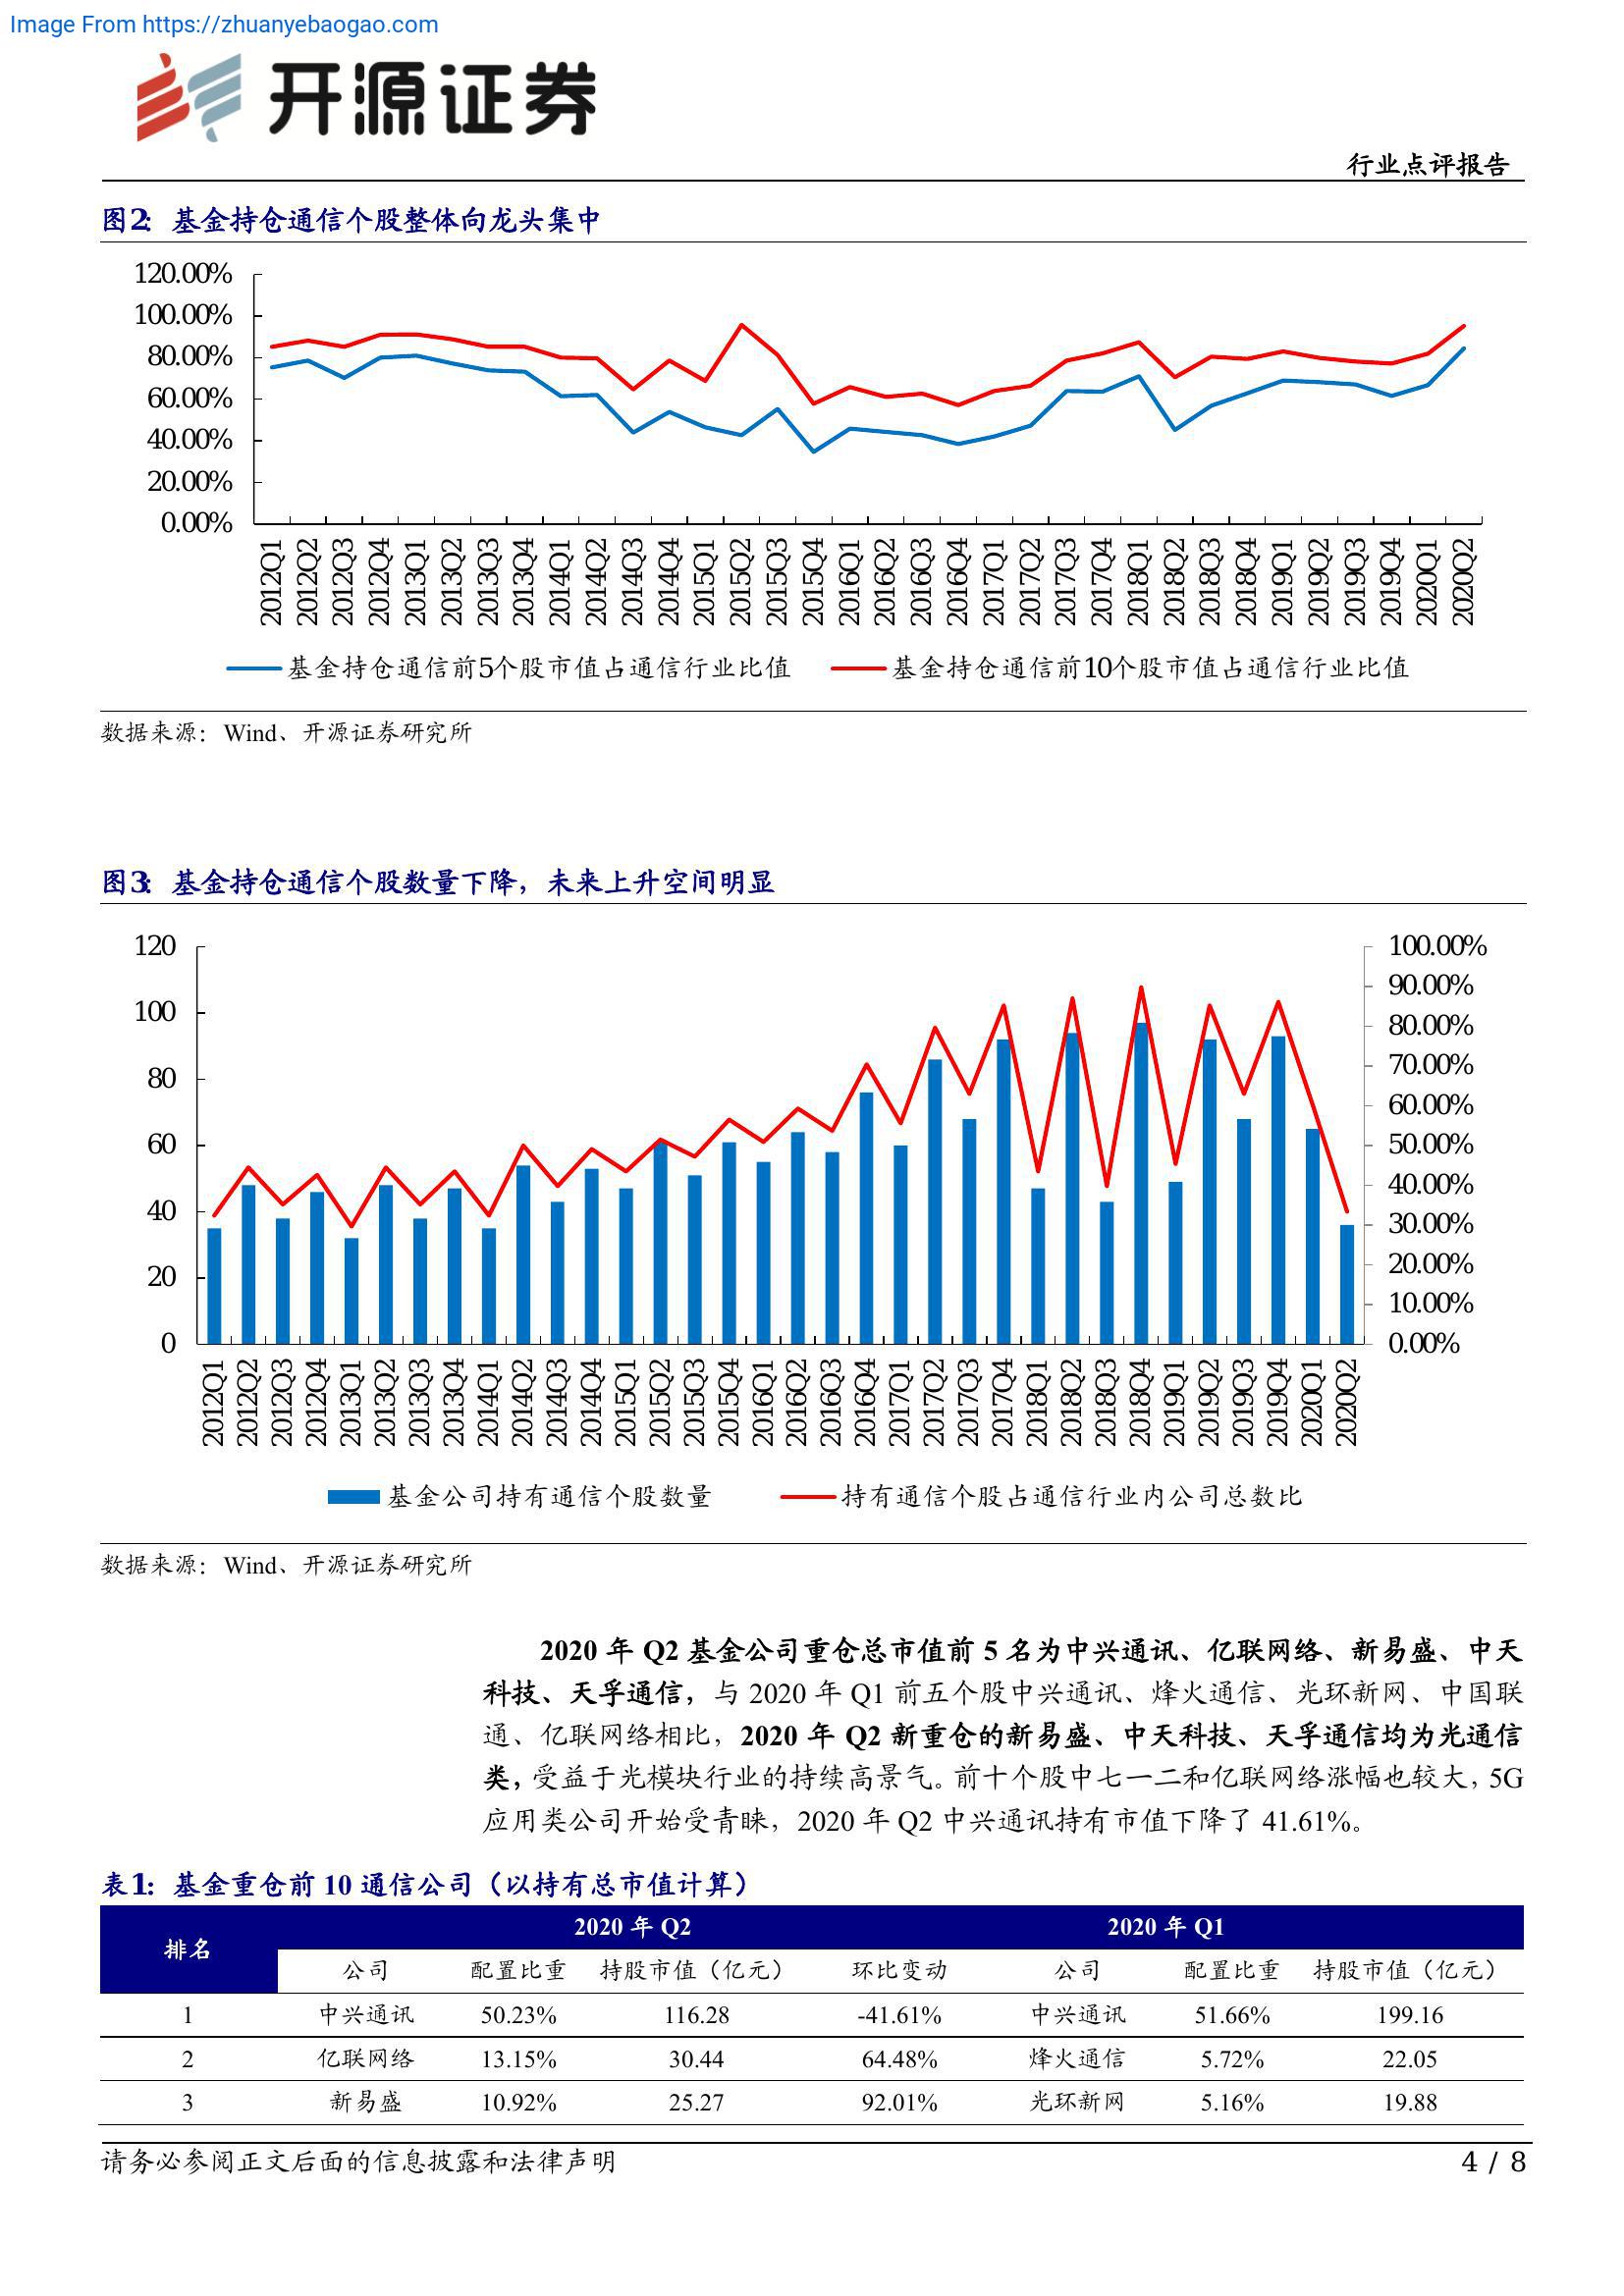 Image From https://zhuanyebaogao.com
开源证券
行业点评报告
图2：基金持仓通信个股整体向龙头集中
120.00%
100.00%
80.00%
60.00%
40.00%
20.00%
0.00%
2012Q1 2012Q2 2012Q3 2012Q4 2013Q1 2013Q2 2013Q3 2013Q4 2014Q1 2014Q2 2014Q3 2014Q4 2015Q1 2015Q2 2015Q3 2015Q4 2016Q1 2016Q2 2016Q3 2016Q4 2017Q1 2017Q2 2017Q3 2017Q4 2018Q1 2018Q2 2018Q3 2018Q4 2019Q1 2019Q2 2019Q3 2019Q4 2020Q1 2020Q2
基金持仓通信前5个股市值占通信行业比值 基金持仓通信前10个股市值占通信行业比值
数据来源：Wind、开源证券研究所
图3：基金持仓通信个股数量下降，未来上升空间明显
120
100
80
60
40
20
0
100.00%
90.00%
80.00%
70.00%
60.00%
50.00%
40.00%
30.00%
20.00%
10.00%
0.00%
2012Q1 2012Q2 2012Q3 2012Q4 2013Q1 2013Q2 2013Q3 2013Q4 2014Q1 2014Q2 2014Q3 2014Q4 2015Q1 2015Q2 2015Q3 2015Q4 2016Q1 2016Q2 2016Q3 2016Q4 2017Q1 2017Q2 2017Q3 2017Q4 2018Q1 2018Q2 2018Q3 2018Q4 2019Q1 2019Q2 2019Q3 2019Q4 2020Q1 2020Q2
基金公司持有通信个股数量 持有通信个股占通信行业内公司总数比
数据来源：Wind、开源证券研究所
2020 年 Q2 基金公司重仓总市值前 5 名为中兴通讯、亿联网络、新易盛、中天
科技、天孚通信，与 2020 年 Q1 前五个股中兴通讯、烽火通信、光环新网、中国联
通、亿联网络相比，2020 年 Q2 新重仓的新易盛、中天科技、天孚通信均为光通信
类，受益于光模块行业的持续高景气。前十个股中七一二和亿联网络涨幅也较大，5G
应用类公司开始受青睐，2020 年 Q2 中兴通讯持有市值下降了 41.61%。
表1：基金重仓前 10 通信公司（以持有总市值计算）
排名 2020 年 Q2 2020 年 Q1
公司 配置比重 持股市值（亿元） 环比变动 公司 配置比重 持股市值（亿元）
1 中兴通讯 50.23% 116.28 -41.61% 中兴通讯 51.66% 199.16
2 亿联网络 13.15% 30.44 64.48% 烽火通信 5.72% 22.05
3 新易盛 10.92% 25.27 92.01% 光环新网 5.16% 19.88
请务必参阅正文后面的信息披露和法律声明
4 / 8